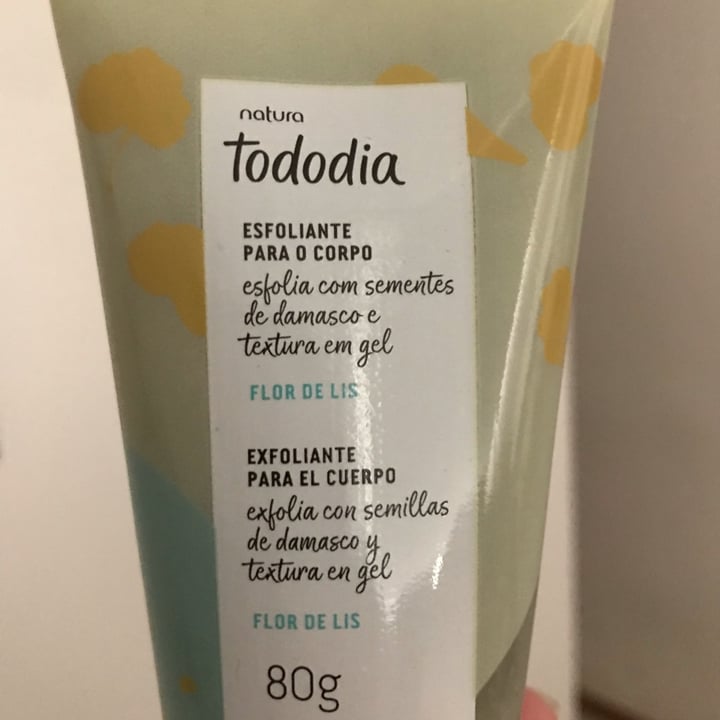 natura
tododia
ESFOLIANTE
PARA O CORPO
esfolia com sementes
de damasco e
textura em gel
FLOR DE LIS
EXFOLIANTE
PARA EL CUERPO
exfolia con semillas
de damasco y
textura en gel
FLOR DE LIS
80g